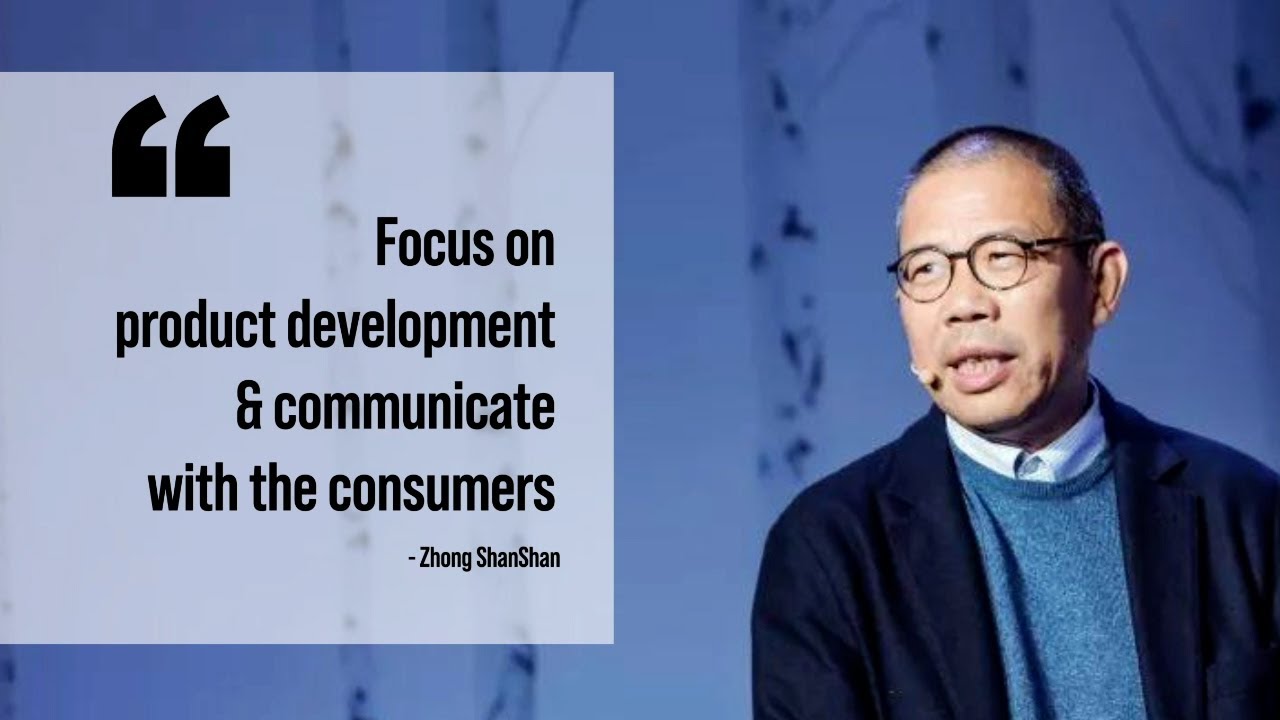 “
Focus on
product development
& communicate
with the consumers
- Zhong ShanShan